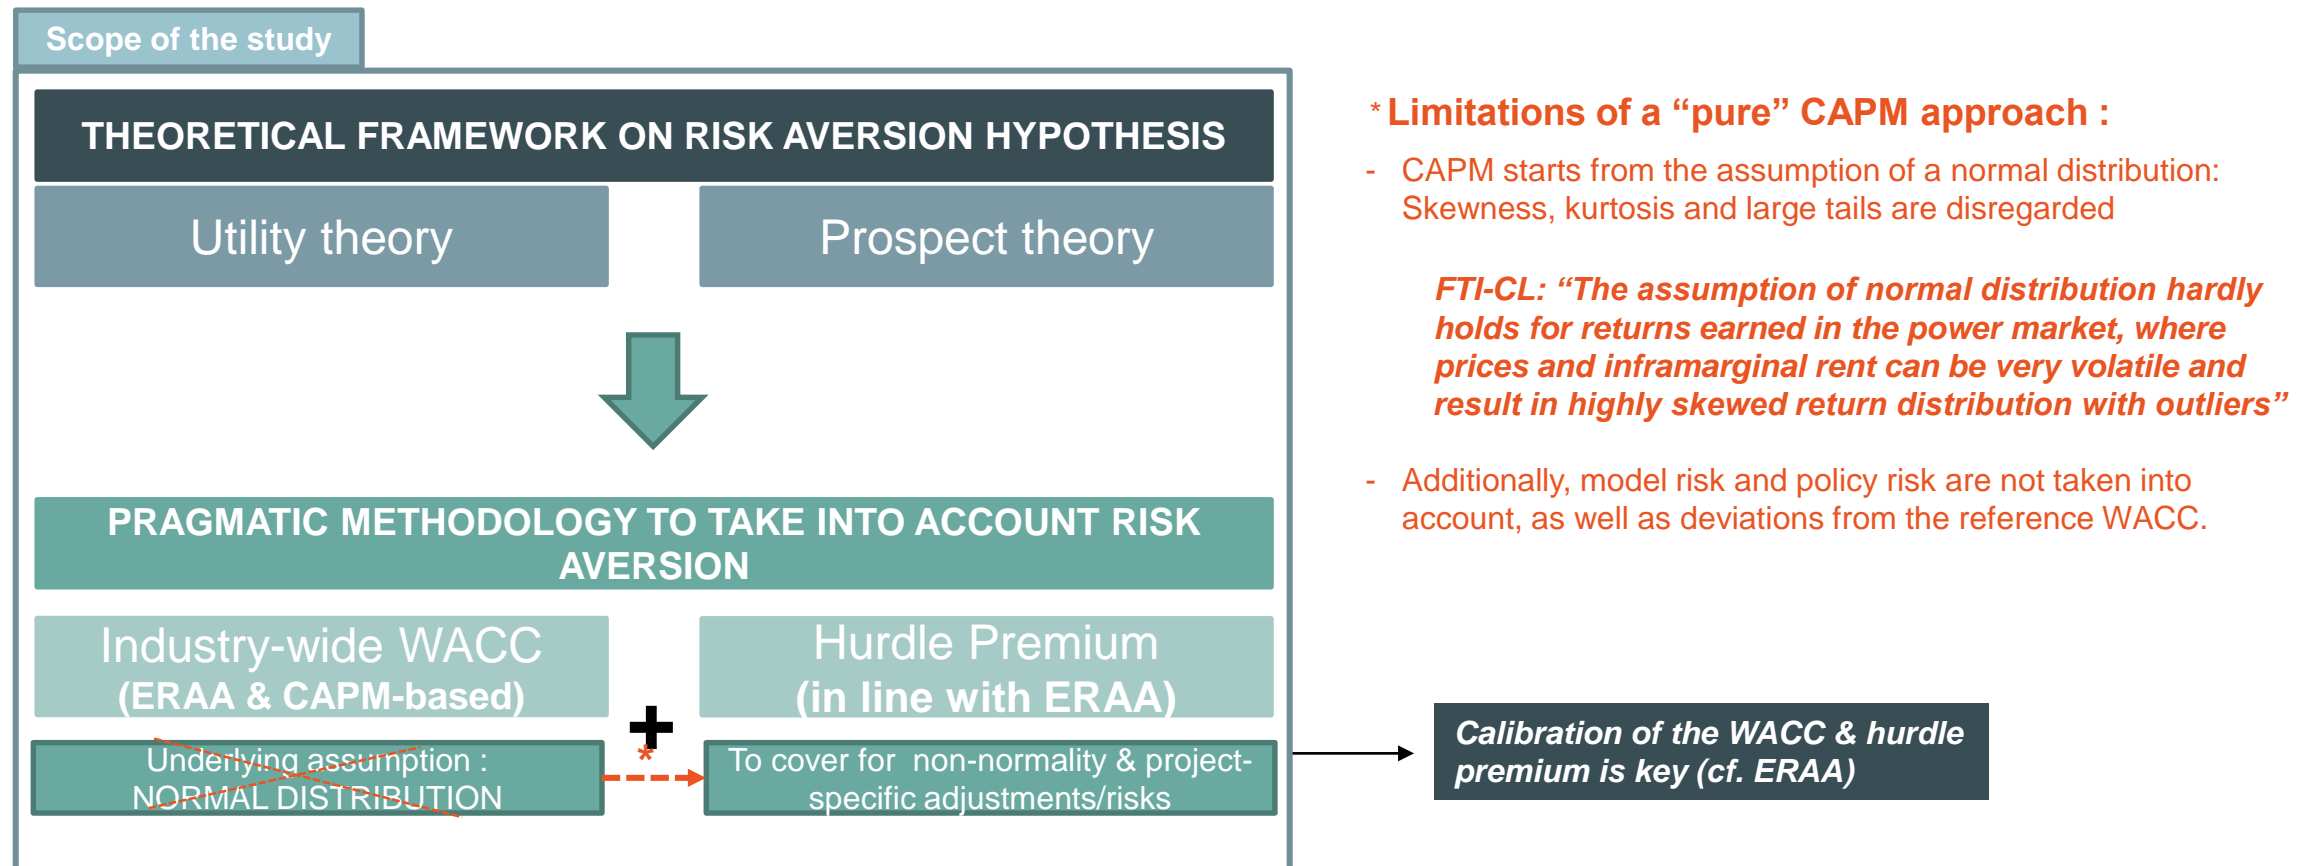 Scope of the study
THEORETICAL FRAMEWORK ON RISK AVERSION HYPOTHESIS
Utility theory
Prospect theory
PRAGMATIC METHODOLOGY TO TAKE INTO ACCOUNT RISK
AVERSION
Industry-wide WACC
(ERAA & CAPM-based)
+
Hurdle Premium
(in line with ERAA)
Underlying assumption :
NORMAL DISTRIBUTION
*
To cover for non-normality & project-
specific adjustments/risks
* Limitations of a “pure” CAPM approach :
- CAPM starts from the assumption of a normal distribution:
Skewness, kurtosis and large tails are disregarded
FTI-CL: “The assumption of normal distribution hardly
holds for returns earned in the power market, where
prices and inframarginal rent can be very volatile and
result in highly skewed return distribution with outliers”
- Additionally, model risk and policy risk are not taken into
account, as well as deviations from the reference WACC.
Calibration of the WACC & hurdle
premium is key (cf. ERAA)